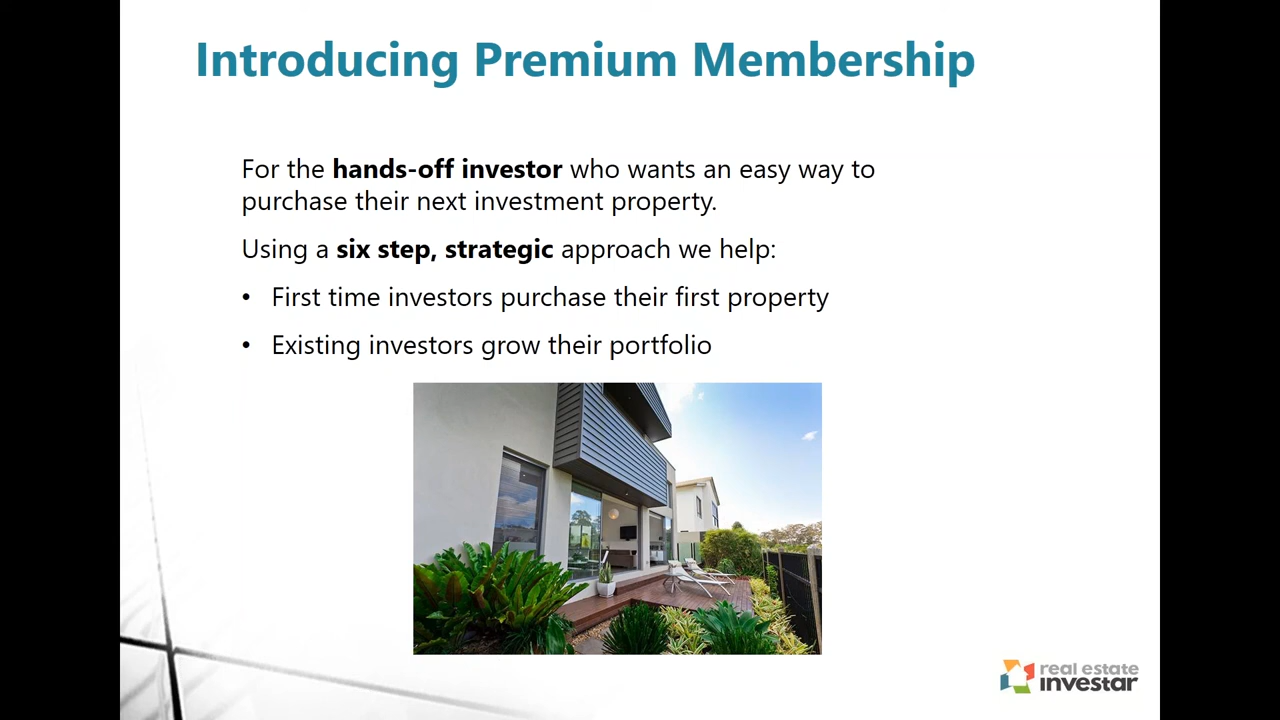 Introducing Premium Membership
For the hands-off investor who wants an easy way to
purchase their next investment property.
Using a six step, strategic approach we help:
• First time investors purchase their first property
• Existing investors grow their portfolio
real estate
investar